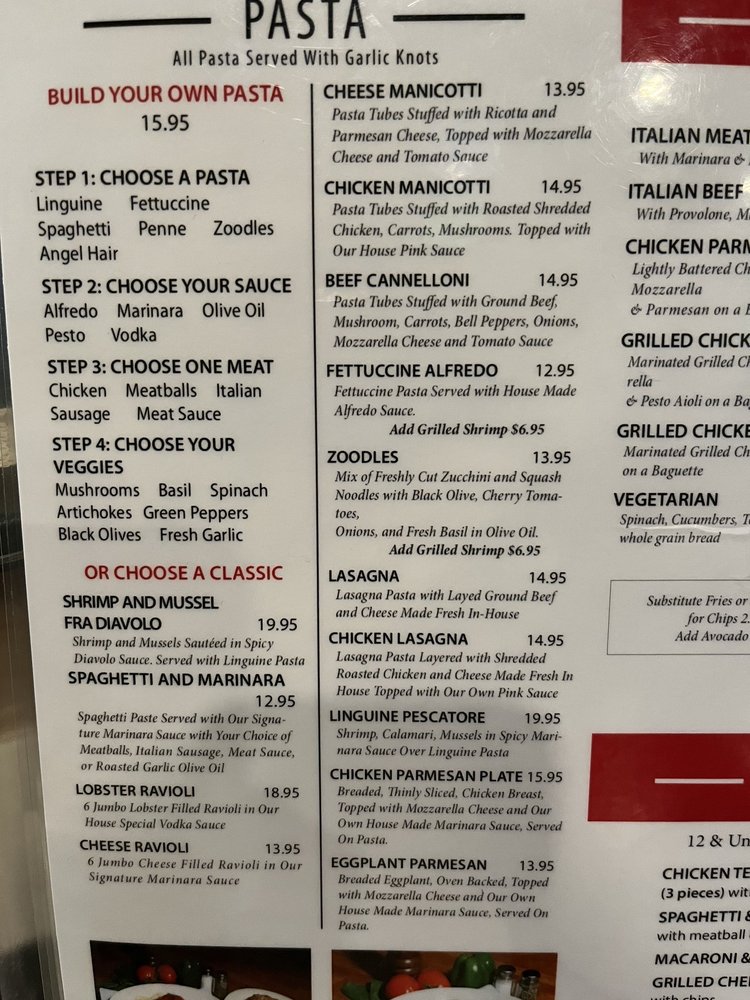 PASTA
All Pasta Served With Garlic Knots
BUILD YOUR OWN PASTA
15.95
STEP 1: CHOOSE A PASTA
Linguine Fettuccine
Spaghetti Penne Zoodles
Angel Hair
STEP 2: CHOOSE YOUR SAUCE
Alfredo Marinara Olive Oil
Pesto Vodka
STEP 3: CHOOSE ONE MEAT
Chicken Meatballs Italian
Sausage Meat Sauce
STEP 4: CHOOSE YOUR
VEGGIES
Mushrooms Basil Spinach
Artichokes Green Peppers
Black Olives Fresh Garlic
OR CHOOSE A CLASSIC
SHRIMP AND MUSSEL
FRA DIAVOLO 19.95
Shrimp and Mussels Sautéed in Spicy
Diavolo Sauce. Served with Linguine Pasta
SPAGHETTI AND MARINARA
12.95
Spaghetti Paste Served with Our Signa-
ture Marinara Sauce with Your Choice of
Meatballs, Italian Sausage, Meat Sauce,
or Roasted Garlic Olive Oil
LOBSTER RAVIOLI 18.95
6 Jumbo Lobster Filled Ravioli in Our
House Special Vodka Sauce
CHEESE RAVIOLI 13.95
6 Jumbo Cheese Filled Ravioli in Our
Signature Marinara Sauce
CHEESE MANICOTTI 13.95
Pasta Tubes Stuffed with Ricotta and
Parmesan Cheese, Topped with Mozzarella
Cheese and Tomato Sauce
CHICKEN MANICOTTI 14.95
Pasta Tubes Stuffed with Roasted Shredded
Chicken, Carrots, Mushrooms. Topped with
Our House Pink Sauce
BEEF CANNELLONI 14.95
Pasta Tubes Stuffed with Ground Beef,
Mushroom, Carrots, Bell Peppers, Onions,
Mozzarella Cheese and Tomato Sauce
FETTUCCINE ALFREDO 12.95
Fettuccine Pasta Served with House Made
Alfredo Sauce.
Add Grilled Shrimp $6.95
ZOODLES 13.95
Mix of Freshly Cut Zucchini and Squash
Noodles with Black Olive, Cherry Toma-
toes,
Onions, and Fresh Basil in Olive Oil.
Add Grilled Shrimp $6.95
LASAGNA 14.95
Lasagna Pasta with Layed Ground Beef
and Cheese Made Fresh In-House
CHICKEN LASAGNA 14.95
Lasagna Pasta Layered with Shredded
Roasted Chicken and Cheese Made Fresh In
House Topped with Our Own Pink Sauce
LINGUINE PESCATORE 19.95
Shrimp, Calamari, Mussels in Spicy Mari-
nara Sauce Over Linguine Pasta
CHICKEN PARMESAN PLATE 15.95
Breaded, Thinly Sliced, Chicken Breast,
Topped with Mozzarella Cheese and Our
Own House Made Marinara Sauce, Served
On Pasta.
EGGPLANT PARMESAN 13.95
Breaded Eggplant, Oven Backed, Topped
with Mozzarella Cheese and Our Own
House Made Marinara Sauce, Served On
Pasta.
ITALIAN MEAT
With Marinara &
ITALIAN BEEF
With Provolone,
CHICKEN PARM
Lightly Battered
Mozzarella
& Parmesan on a
GRILLED
Marinated Grilled
rella
& Pesto Aioli on a
GRILLED
Marinated Grilled
on a Baguette
VEGETARIAN
Spinach, Cucumbers,
whole grain bread
Substitute Fries or
for Chips 2.
Add Avocado
12 & Un
CHICKEN TE
(3 pieces) wit
SPAGHETTI &
with meatball
MACARONI &
GRILLED CHE
with chips